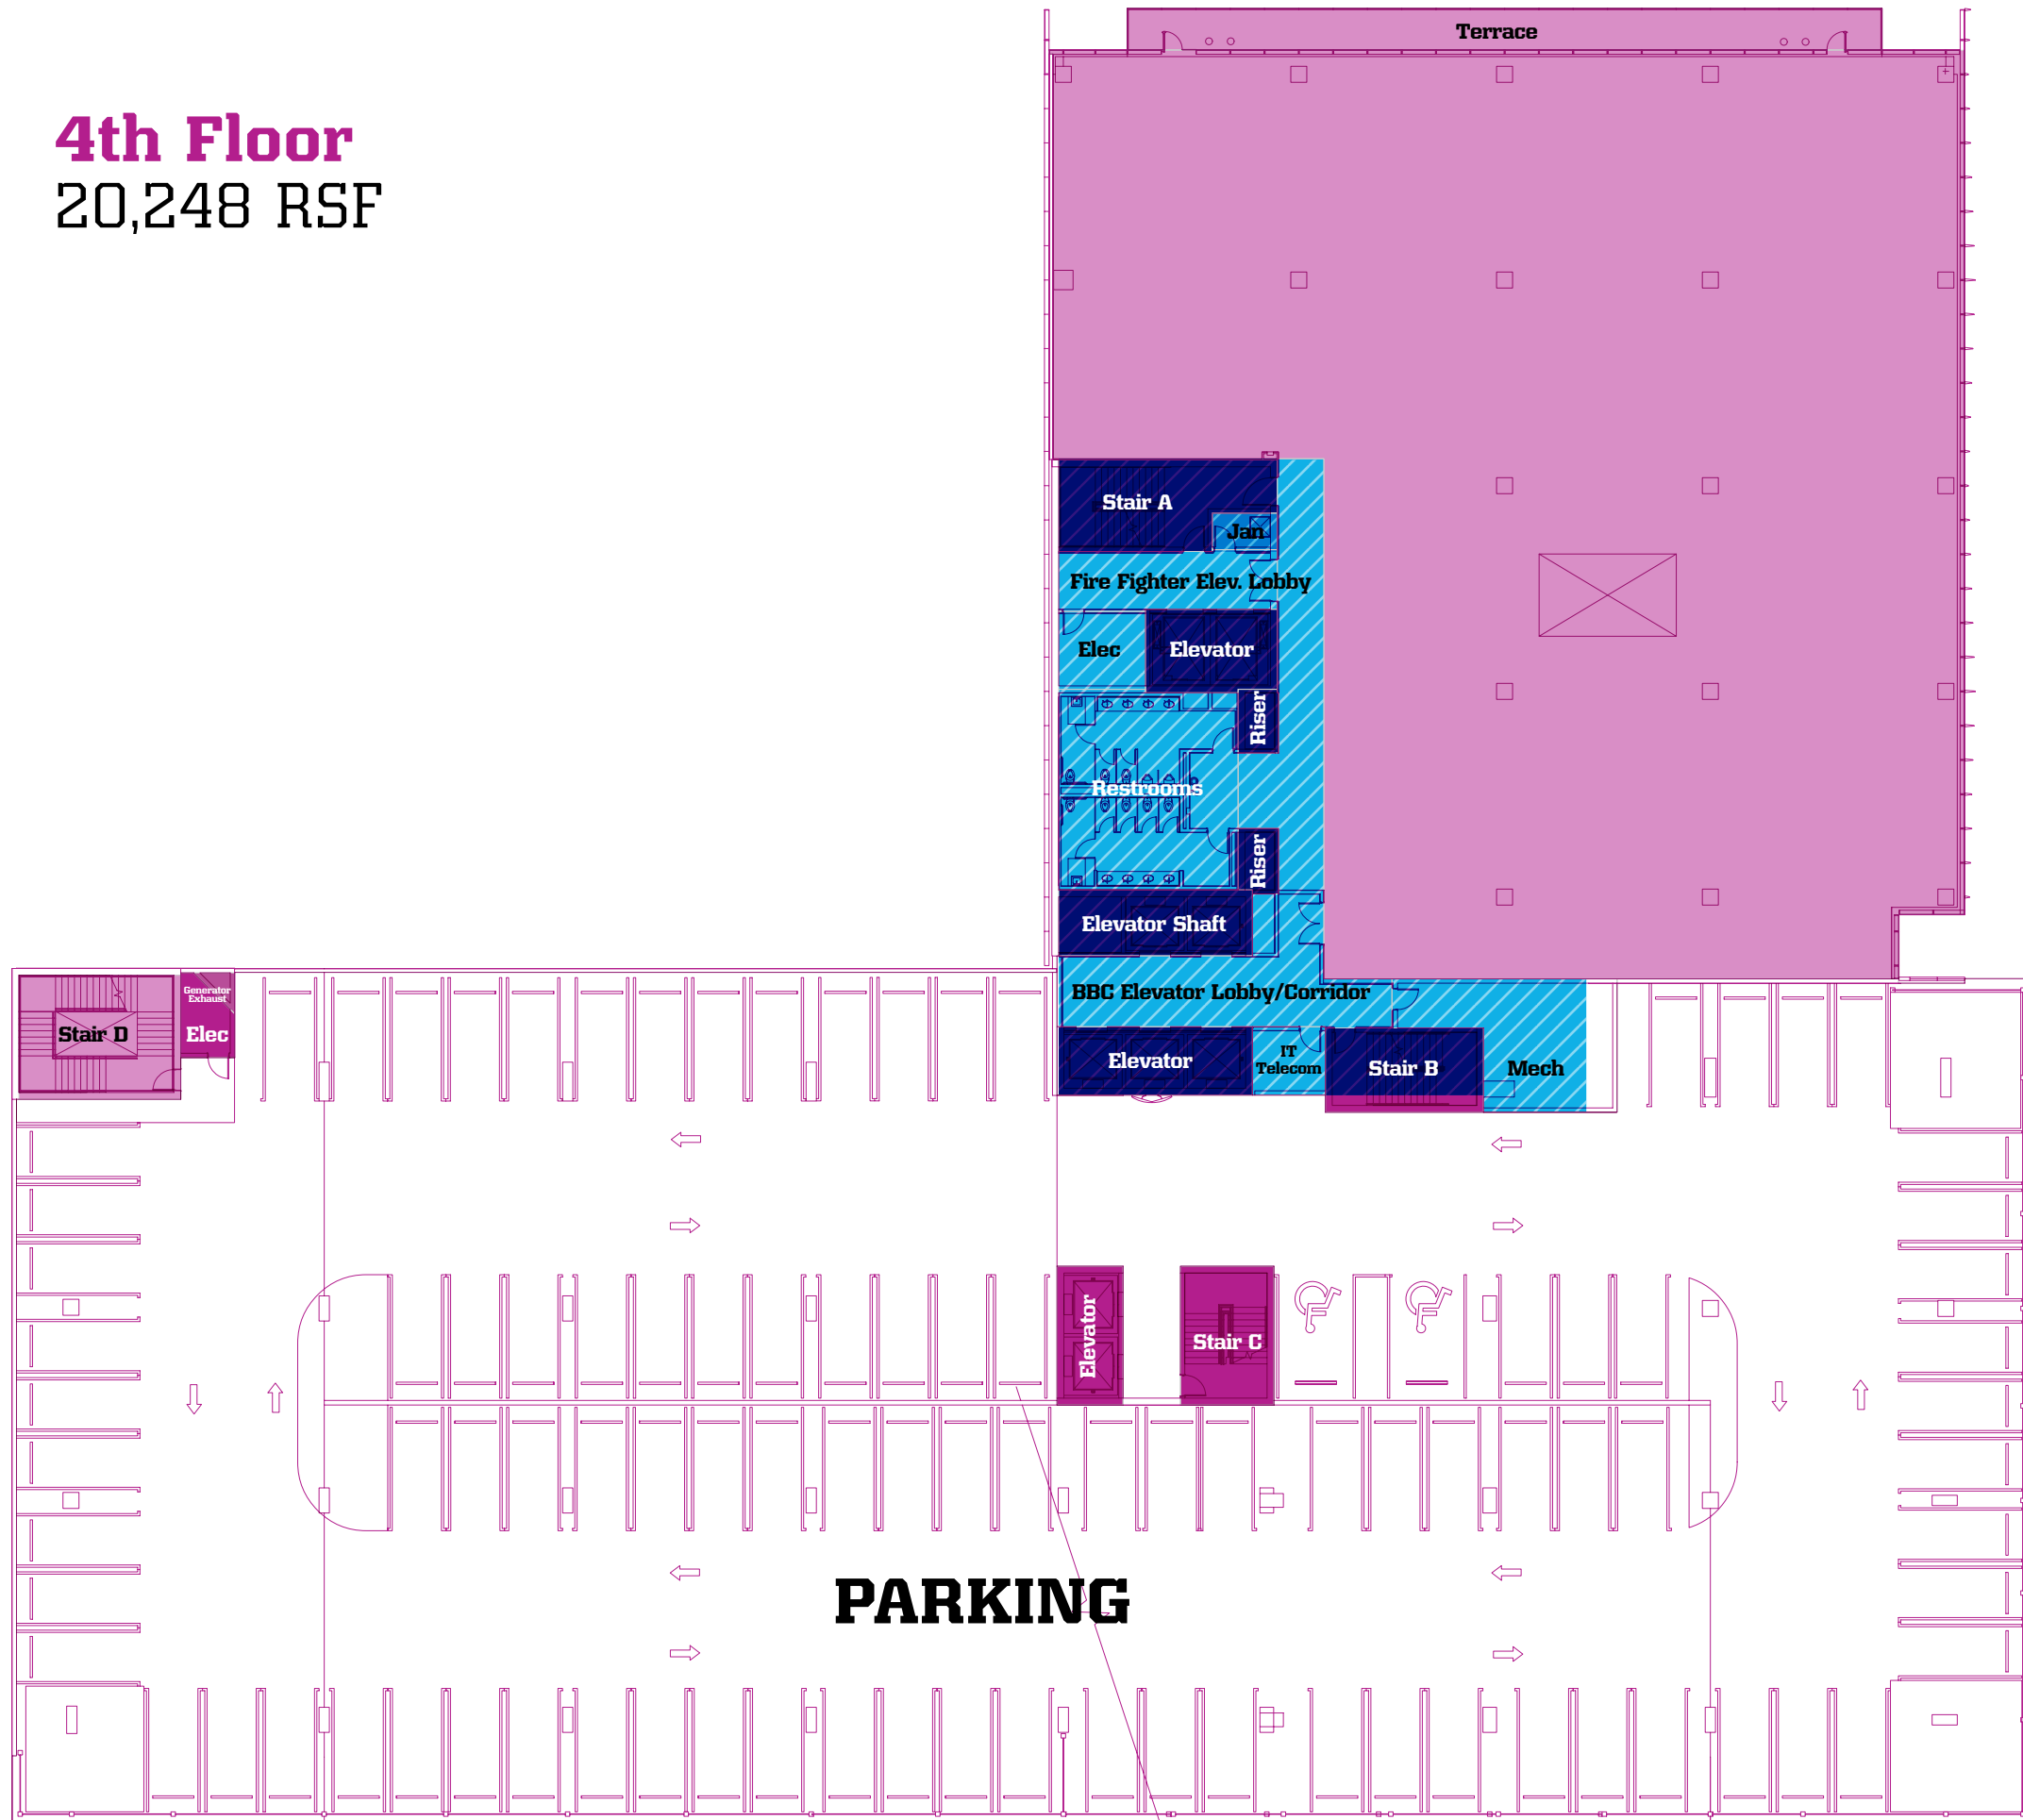 Terrace
4th Floor
20,248 RSF
Stair A
Jan
Fire Fighter Elev. Lobby
Elec
Elevator
Riser
Restrooms
Riser
Elevator Shaft
BBC Elevator Lobby/Corridor
Generator
Exhaust
Stair D
Elec
Elevator
IT
Telecom
Stair B
Mech
Elevator
Stair C
PARKING